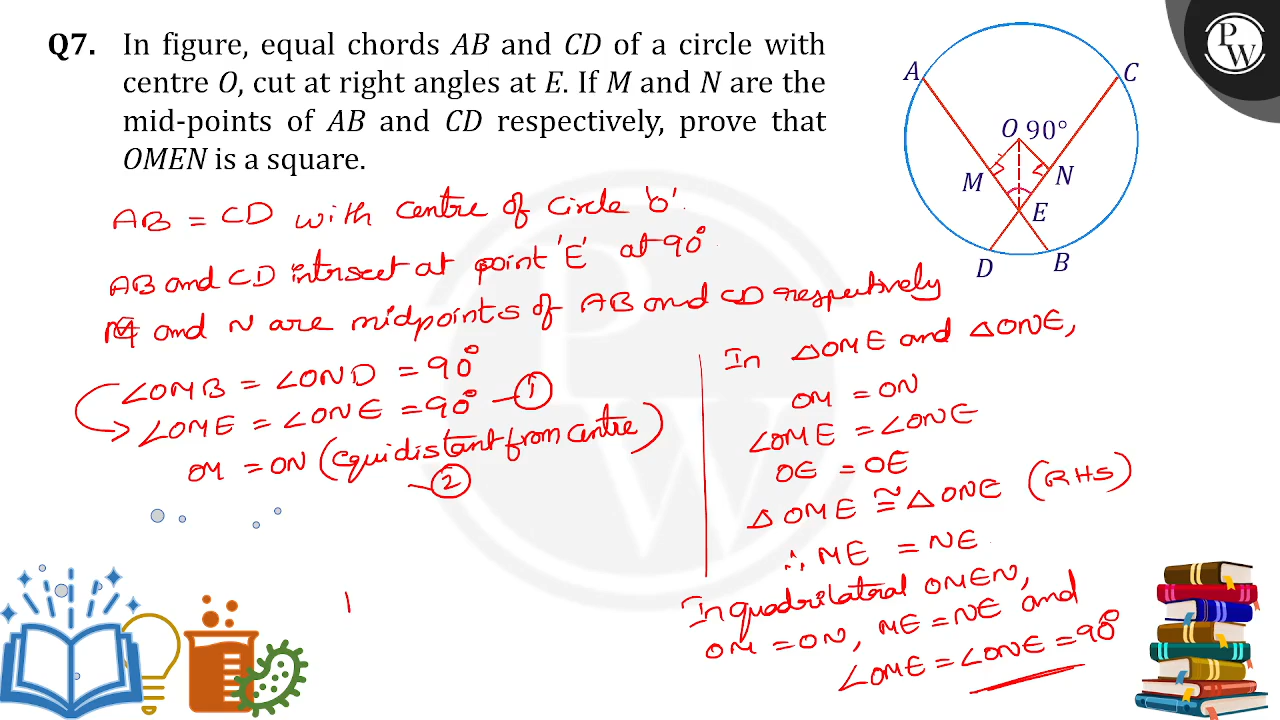 Q7. In figure, equal chords AB and CD of a circle with
centre O, cut at right angles at E. If M and N are the
mid-points of AB and CD respectively, prove that
OMEN is a square.
P
W
A
C
O 90°
M
N
E
D
B
AB = CD with centre of circle 'O'.
AB and CD intrsect at point 'E' at 90°
M and N are midpoints of AB and CD respectively
∠OMB = ∠OND = 90°
∠OME = ∠ONE = 90° - ①
OM = ON (equidistant from centre)
- ②
In △OME and △ONE,
OM = ON
∠OME = ∠ONE
OE = OE
△OME ≅ △ONE (RHS)
∴ ME = NE
In quadrilateral OMEN,
OM = ON, ME = NE and
∠OME = ∠ONE = 90°